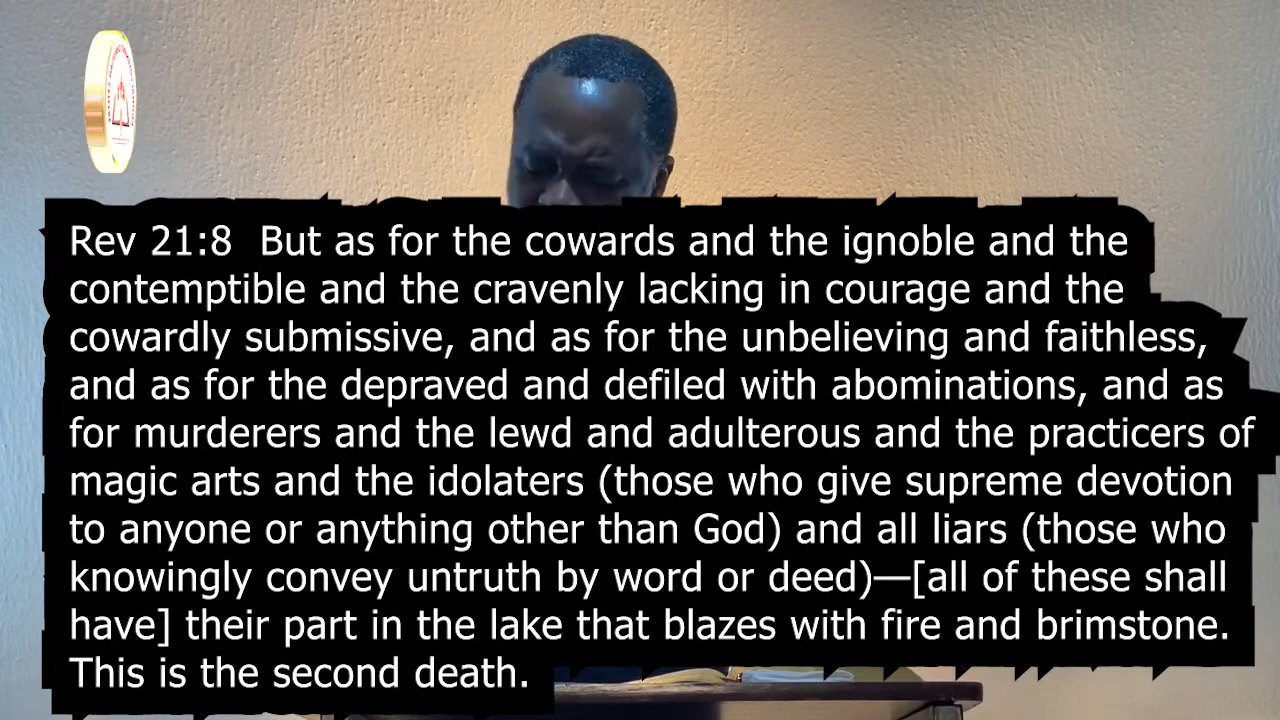 Rev 21:8  But as for the cowards and the ignoble and the
contemptible and the cravenly lacking in courage and the
cowardly submissive, and as for the unbelieving and faithless,
and as for the depraved and defiled with abominations, and as
for murderers and the lewd and adulterous and the practicers of
magic arts and the idolaters (those who give supreme devotion
to anyone or anything other than God) and all liars (those who
knowingly convey untruth by word or deed)—[all of these shall
have] their part in the lake that blazes with fire and brimstone.
This is the second death.